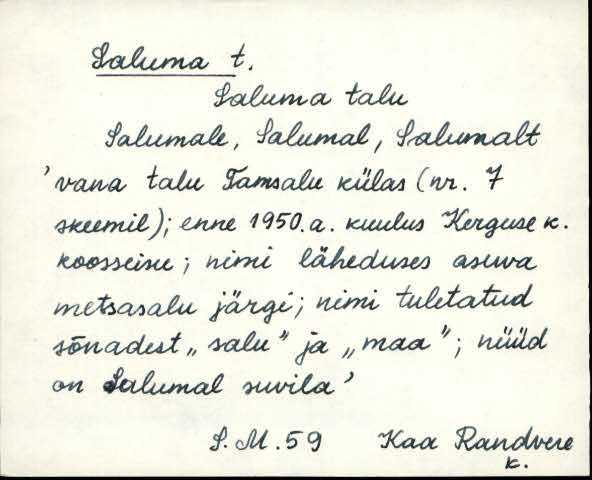 Saluma t.
Saluma talu
Salumale, Salumal, Salumalt
'vana talu Tamsalu külas (nr. 7
skeemil); enne 1950.a. kuulus Kerguse k.
koosseisu; nimi läheduses asuva
metsasalu järgi; nimi tuletatud
sõnadest „salu" ja „maa"; nüüd
on Salumal suvila'
S.M.59 Kaa Randvere
k.